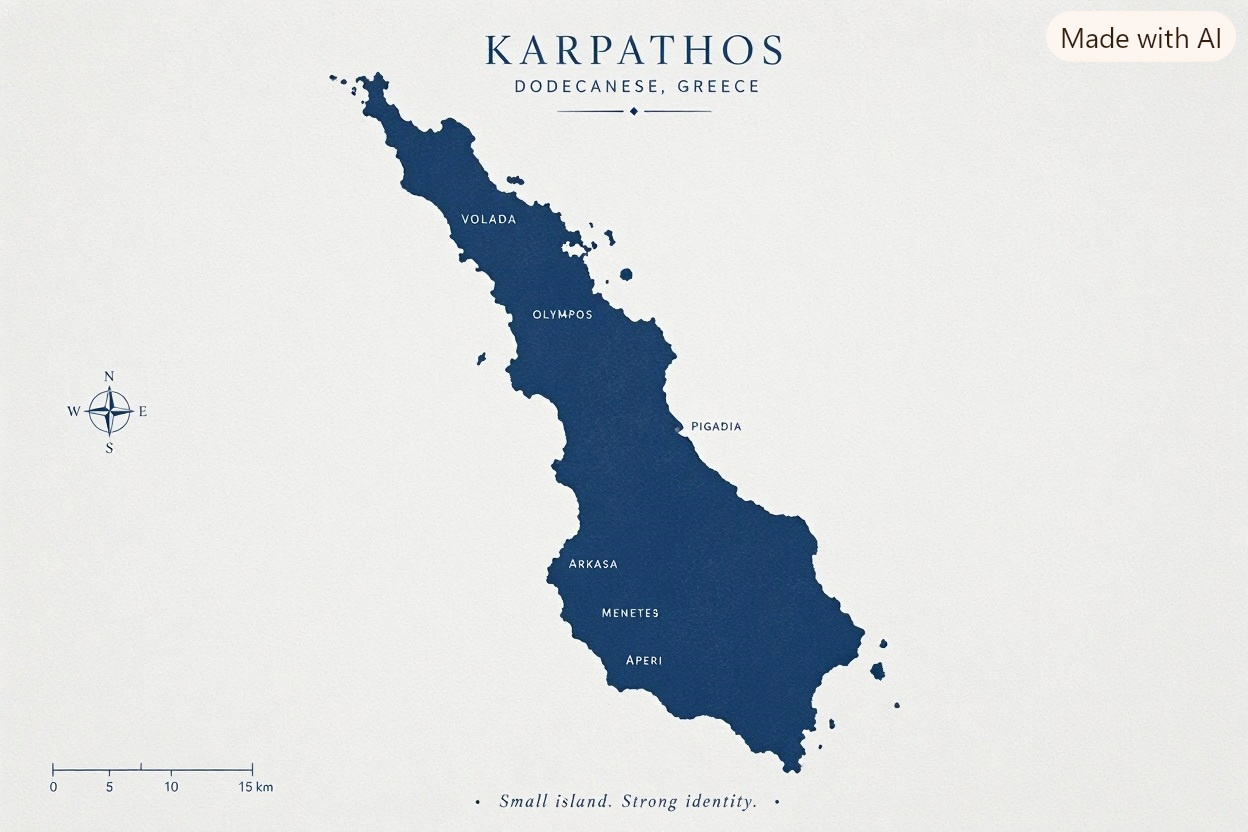 Made with AI
KARPATHOS
DODECANESE, GREECE
VOLADA
OLYMPOS
N
W E
S
PIGADIA
ARKASA
MENETES
APERI
0 5 10 15 km
• Small island. Strong identity. •